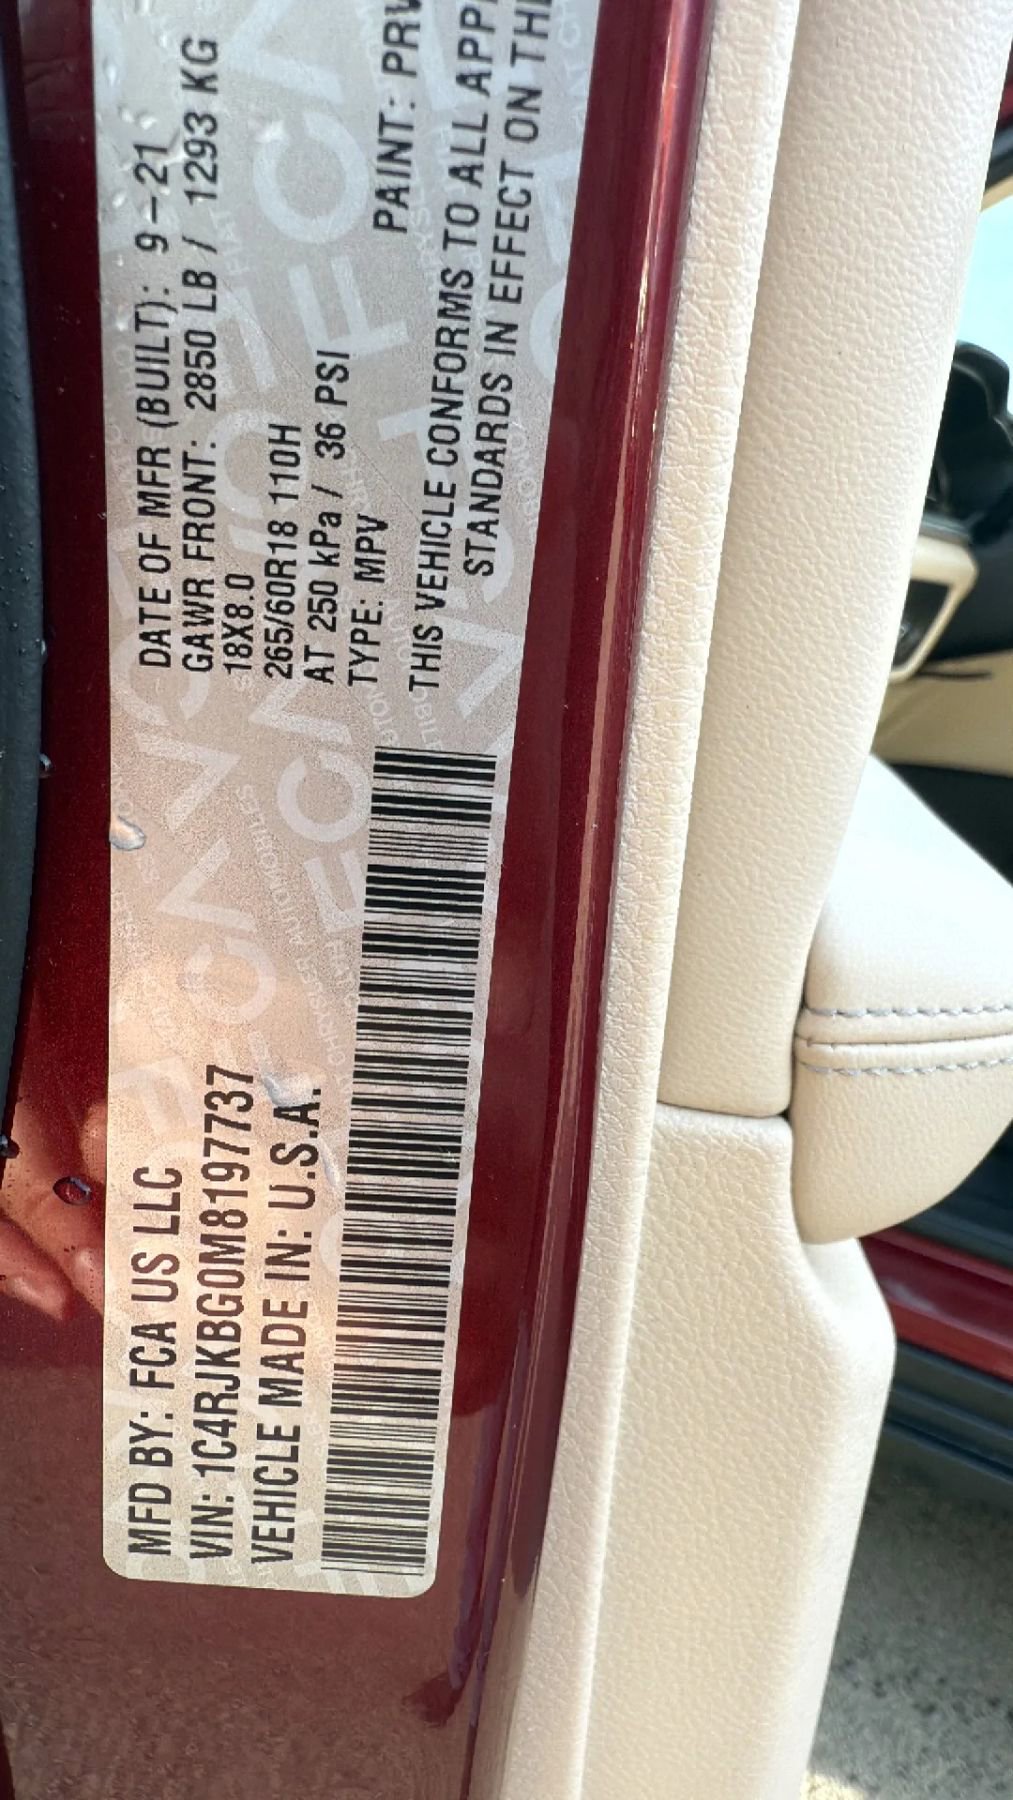 MFD BY: FCA US LLC
VIN: 1C4RJKBG0M8197737
VEHICLE MADE IN: U.S.A.
DATE OF MFR (BUILT): 9-21
GAWR FRONT: 2850 LB / 1293 KG
18X8.0
265/60R18 110H
AT 250 kPa / 36 PSI
TYPE: MPV
PAINT: PRV
THIS VEHICLE CONFORMS TO ALL APPL
STANDARDS IN EFFECT ON THE